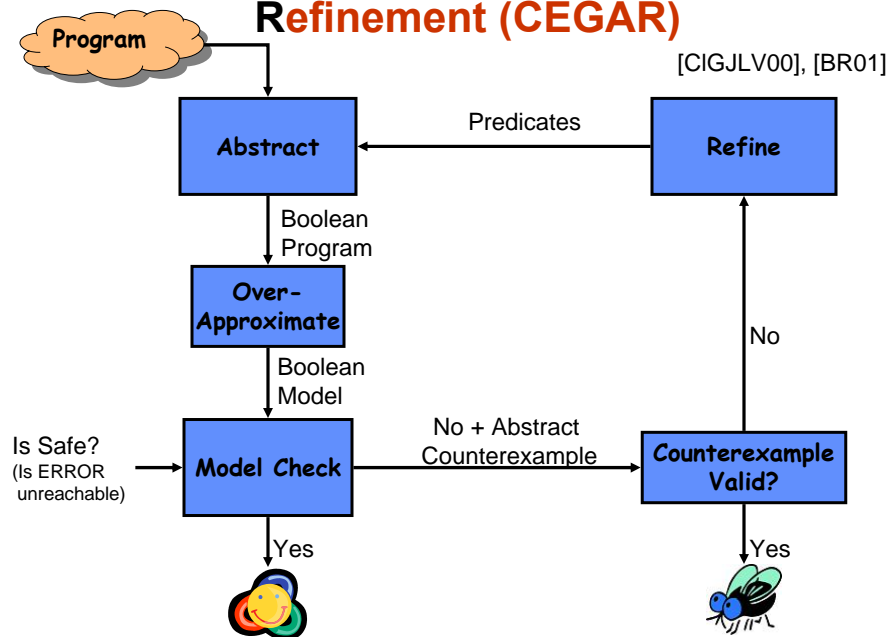 Refinement (CEGAR)
Program
[ClGJLV00], [BR01]
Abstract
Predicates
Refine
Boolean
Program
Over-
Approximate
No
Boolean
Model
Is Safe?
(Is ERROR
unreachable)
Model Check
No + Abstract
Counterexample
Counterexample
Valid?
Yes
Yes